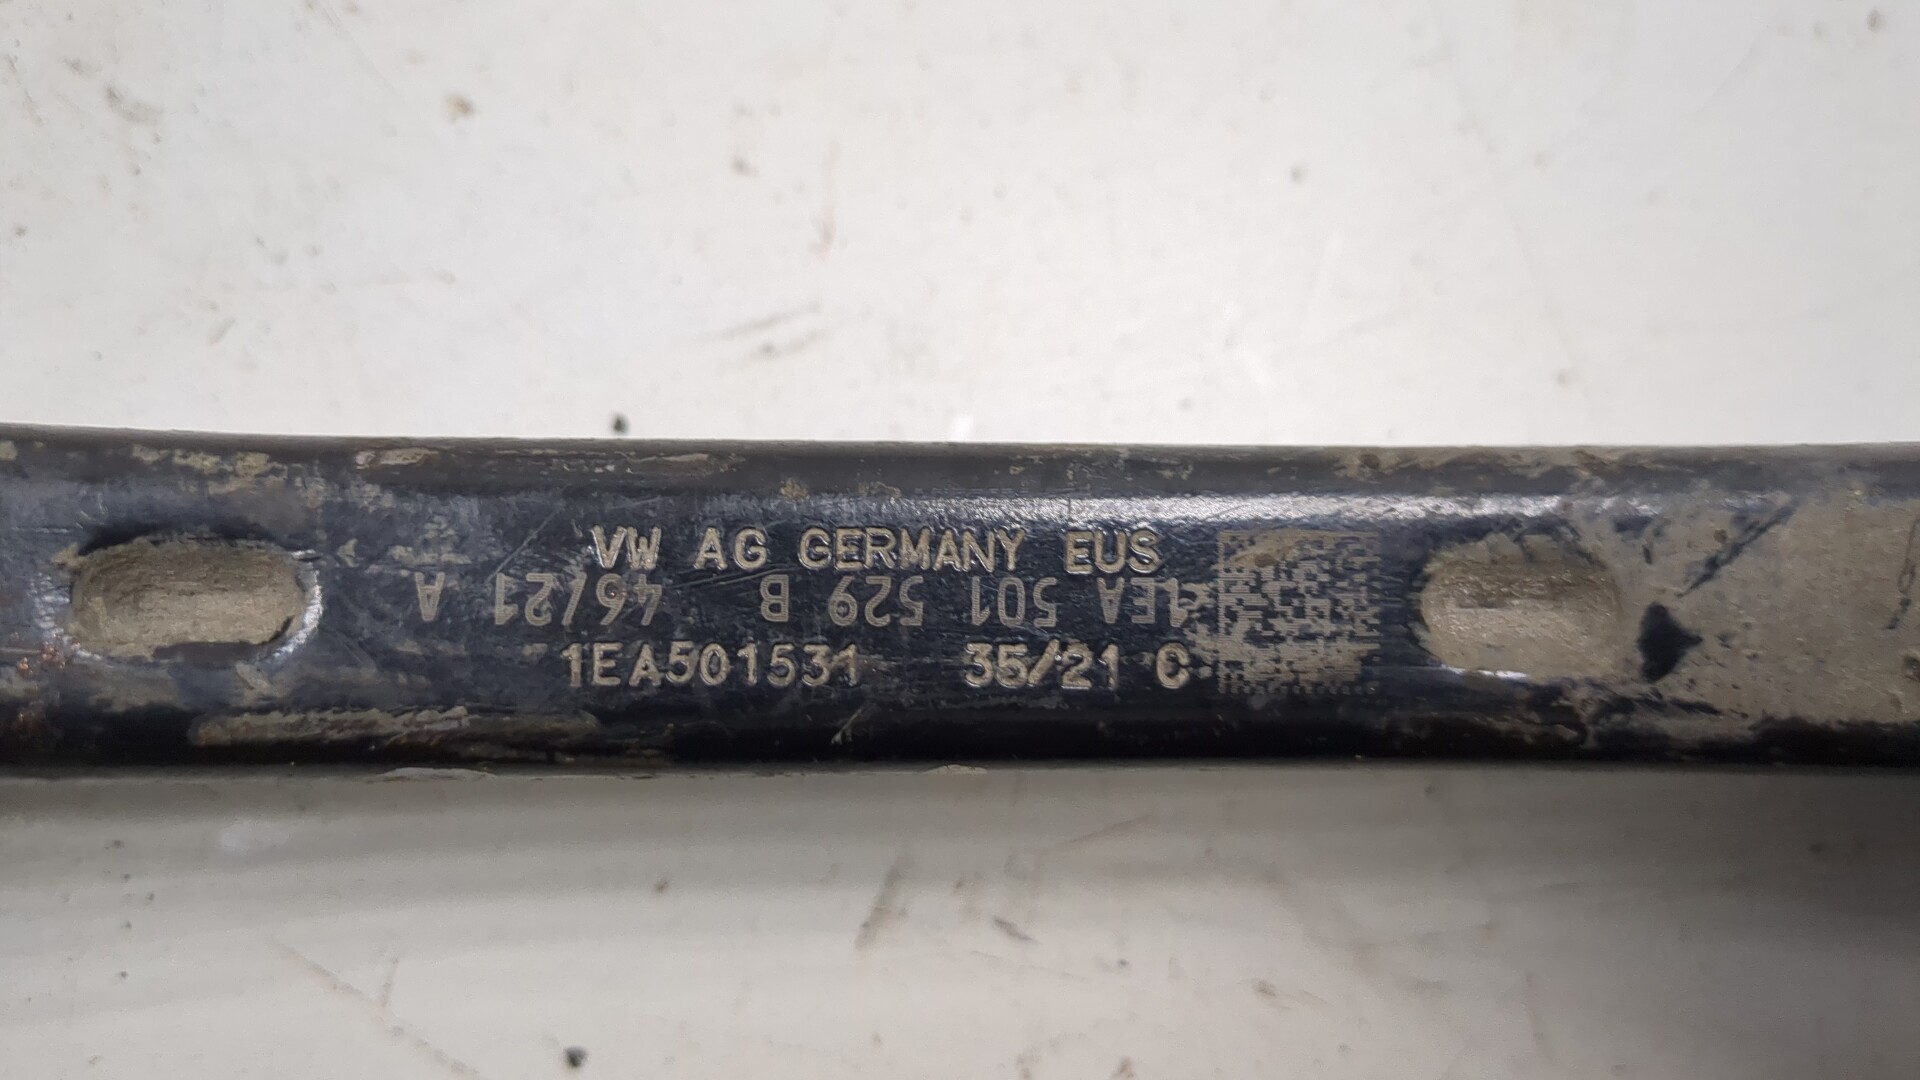 VW AG GERMANY EUS
1EA 501 529 B 46/21 A
1EA501531 35/21 C